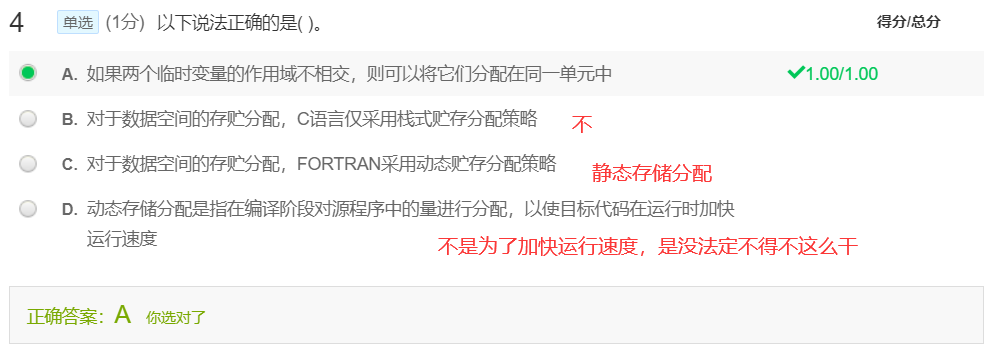 4 单选 (1分) 以下说法正确的是( )。 得分/总分
A. 如果两个临时变量的作用域不相交，则可以将它们分配在同一单元中 1.00/1.00
B. 对于数据空间的存贮分配，C语言仅采用栈式贮存分配策略 不
C. 对于数据空间的存贮分配，FORTRAN采用动态贮存分配策略 静态存储分配
D. 动态存储分配是指在编译阶段对源程序中的量进行分配，以使目标代码在运行时加快
运行速度 不是为了加快运行速度，是没法定不得不这么干
正确答案：A 你选对了